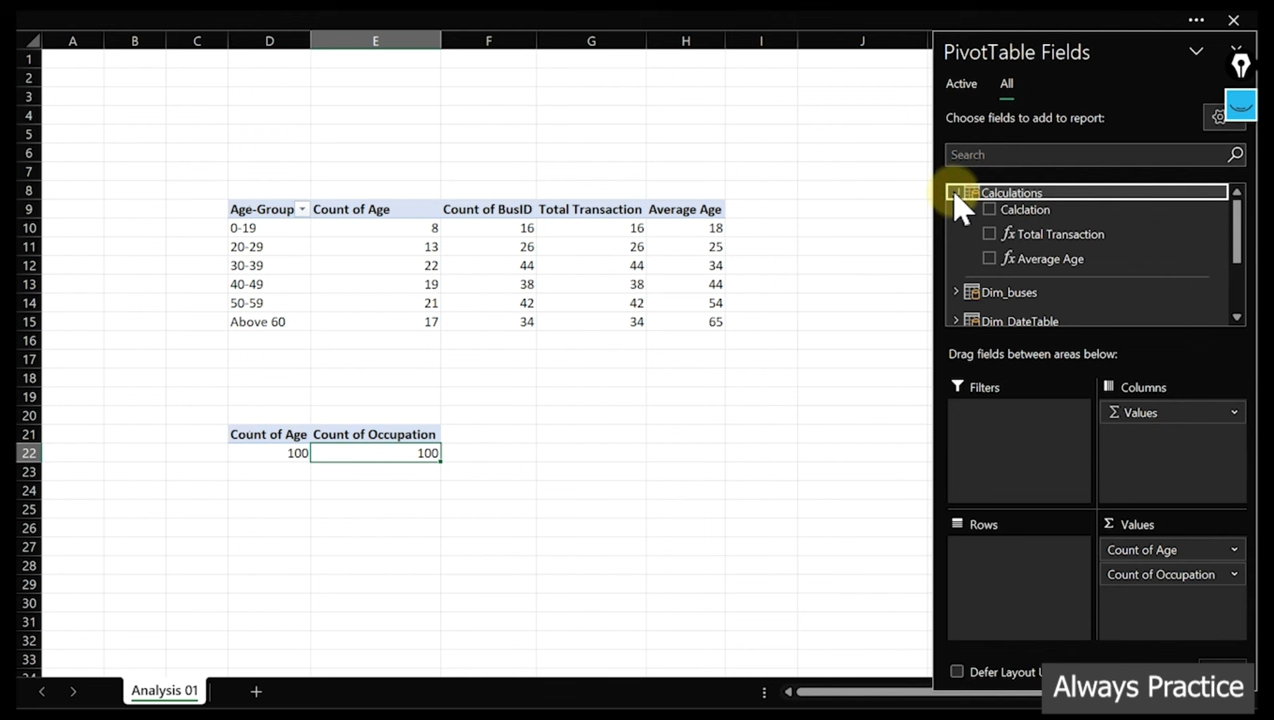 PivotTable Fields
Active All
Choose fields to add to report:
Search
Calculations
Caldation
fx Total Transaction
fx Average Age
Dim_buses
Dim_DateTable
Drag fields between areas below:
Filters
Columns
Σ Values
Rows
Σ Values
Count of Age
Count of Occupation
Defer Layout U
A B C D E F G H I J
1
2
3
4
5
6
7
8
9 Age-Group Count of Age Count of BusID Total Transaction Average Age
10 0-19 8 16 16 18
11 20-29 13 26 26 25
12 30-39 22 44 44 34
13 40-49 19 38 38 44
14 50-59 21 42 42 54
15 Above 60 17 34 34 65
16
17
18
19
20
21 Count of Age Count of Occupation
22 100 100
23
24
25
26
27
28
29
30
31
32
33
Analysis 01
Always Practice